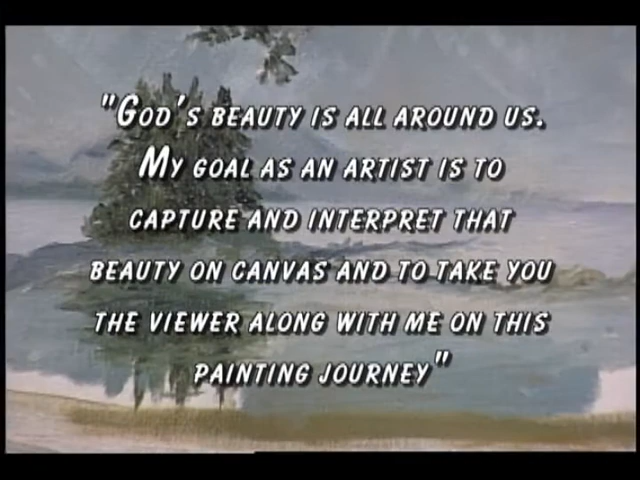 "God's beauty is all around us.
My goal as an artist is to
capture and interpret that
beauty on canvas and to take you
the viewer along with me on this
painting journey"